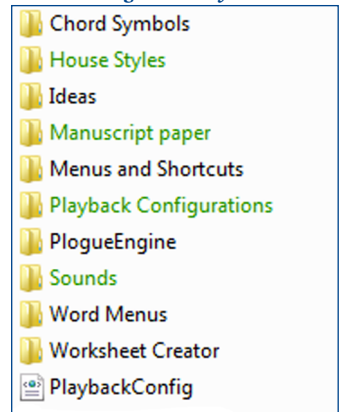 Chord Symbols
House Styles
Ideas
Manuscript paper
Menus and Shortcuts
Playback Configurations
PlogueEngine
Sounds
Word Menus
Worksheet Creator
PlaybackConfig